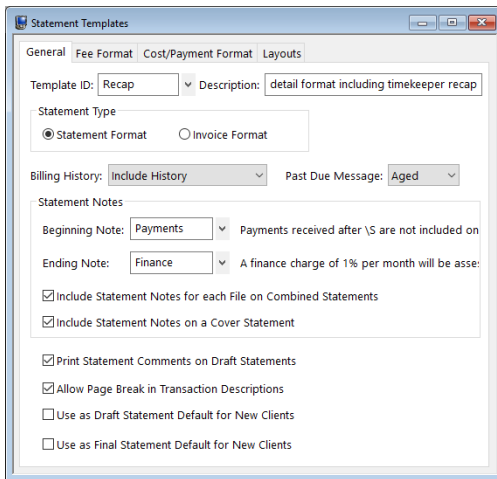 Statement Templates
General Fee Format Cost/Payment Format Layouts
Template ID: Recap Description: detail format including timekeeper recap
Statement Type
Statement Format Invoice Format
Billing History: Include History Past Due Message: Aged
Statement Notes
Beginning Note: Payments Payments received after \S are not included on
Ending Note: Finance A finance charge of 1% per month will be
Include Statement Notes for each File on Combined Statements
Include Statement Notes on a Cover Statement
Print Statement Comments on Draft Statements
Allow Page Break in Transaction Descriptions
Use as Draft Statement Default for New Clients
Use as Final Statement Default for New Clients